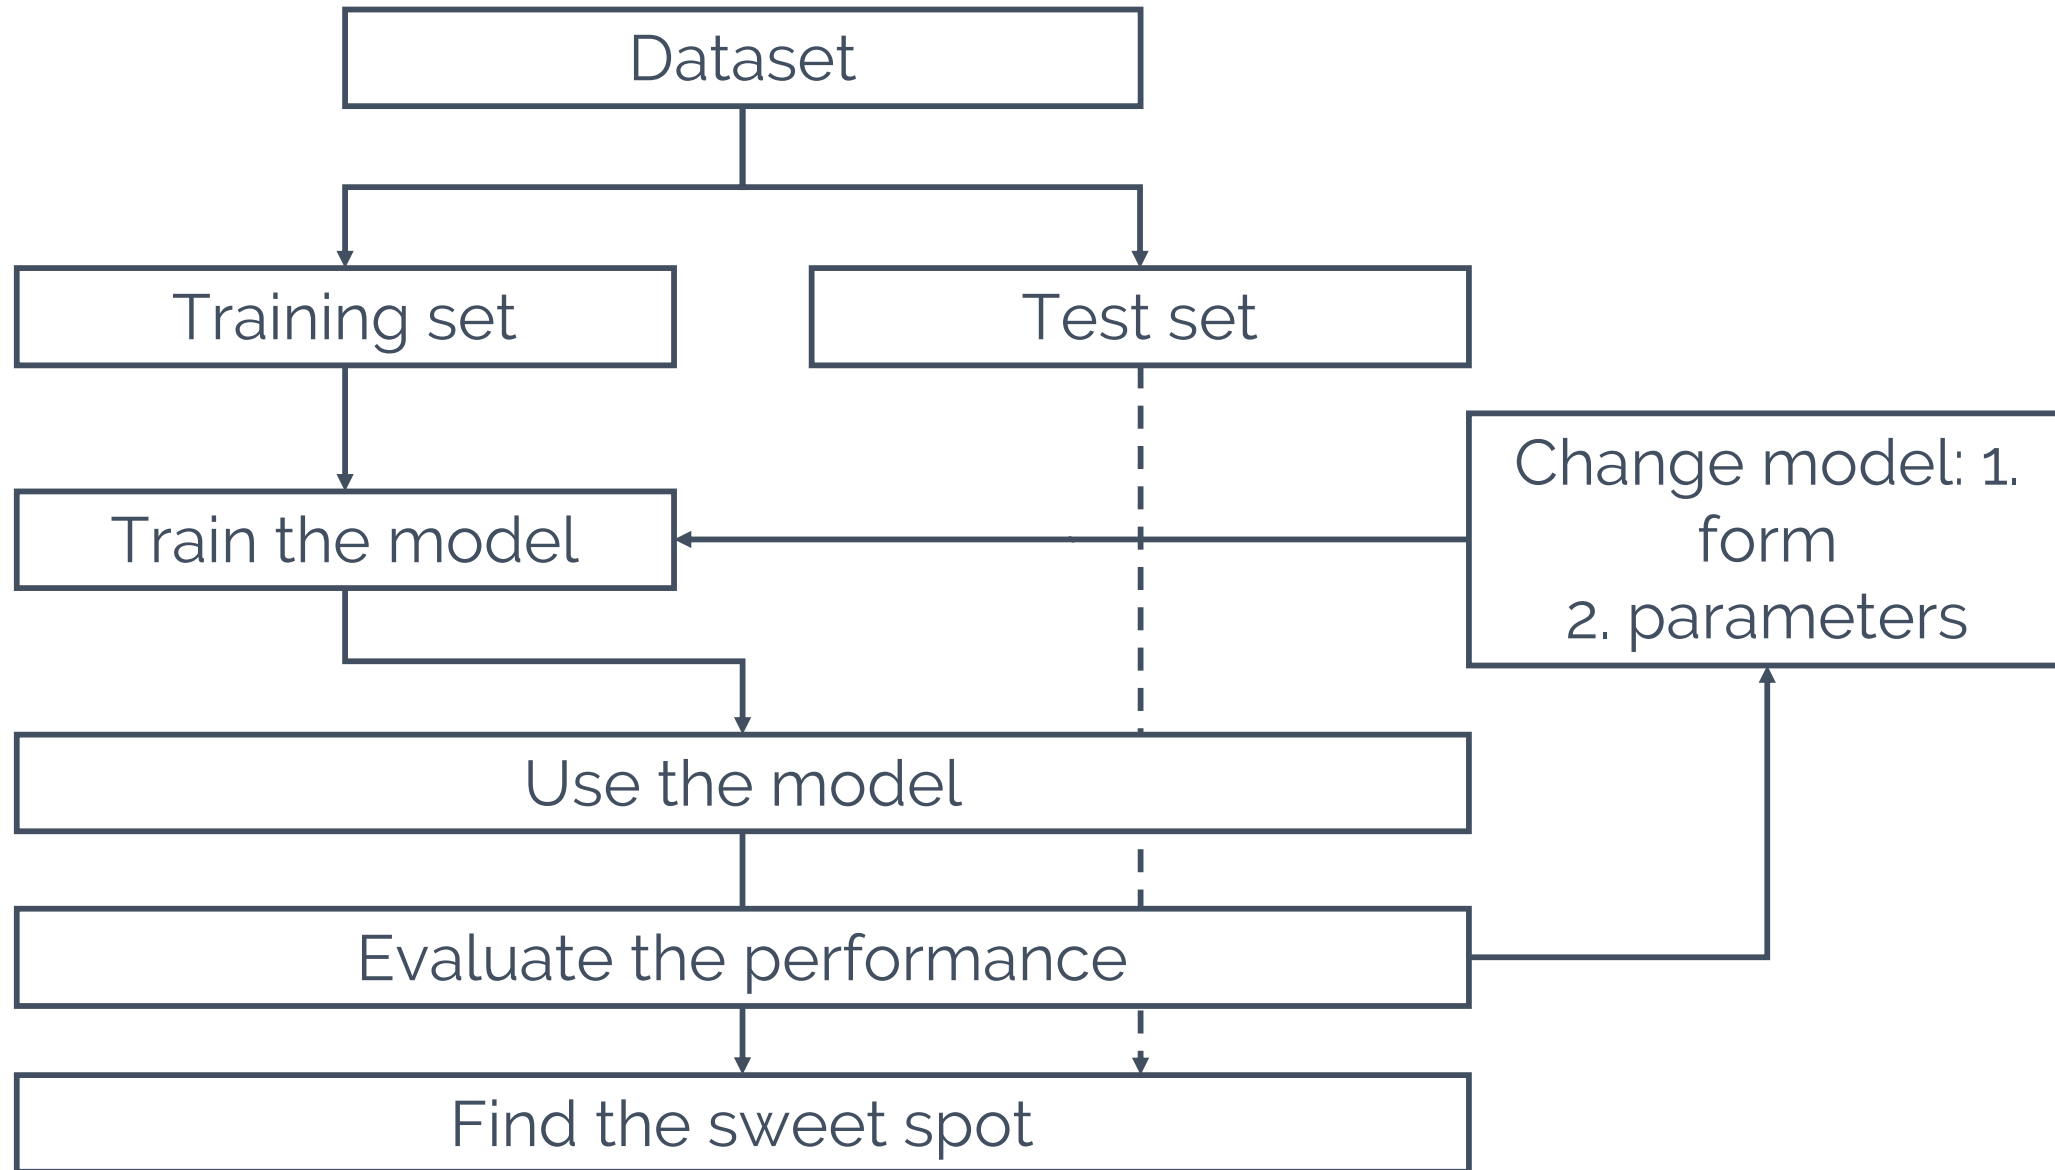 Dataset
Training set
Test set
Change model: 1.
form
2. parameters
Train the model
Use the model
Evaluate the performance
Find the sweet spot